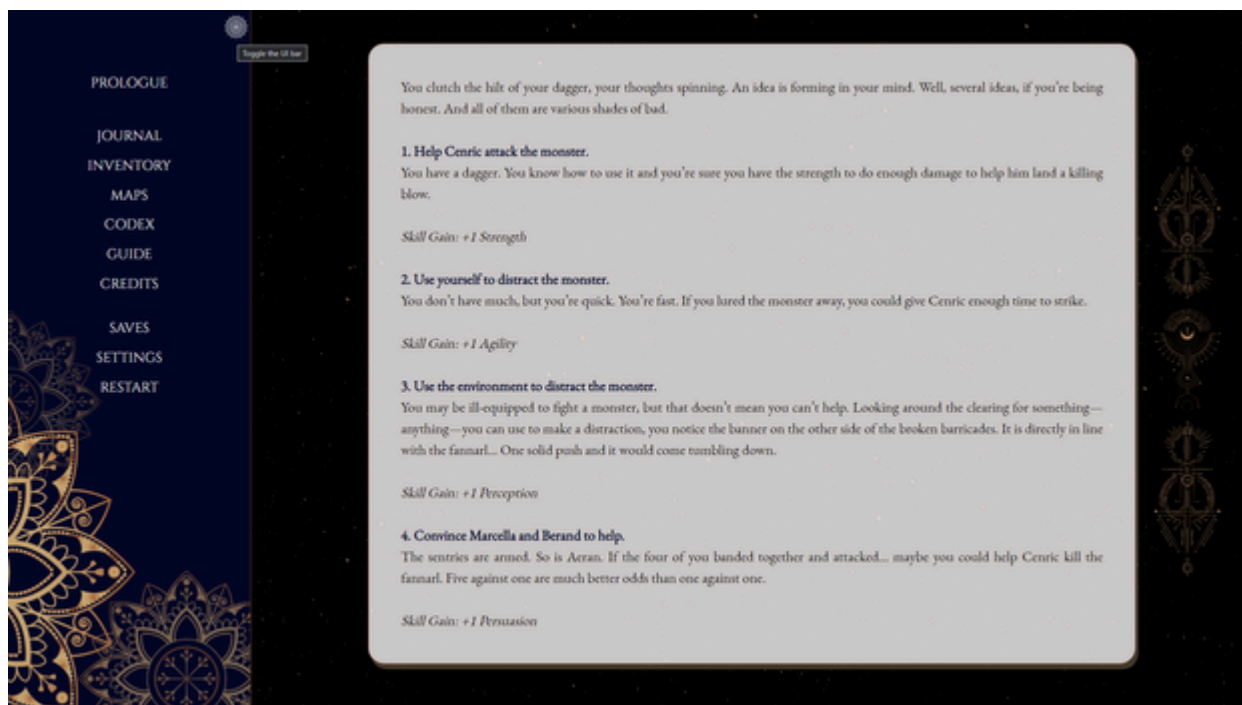 Toggle the UI bar
PROLOGUE
JOURNAL
INVENTORY
MAPS
CODEX
GUIDE
CREDITS
SAVES
SETTINGS
RESTART
You clutch the hilt of your dagger, your thoughts spinning. An idea is forming in your mind. Well, several ideas, if you're being
honest. And all of them are various shades of bad.
1. Help Cenric attack the monster.
You have a dagger. You know how to use it and you're sure you have the strength to do enough damage to help him land a killing
blow.
Skill Gain: +1 Strength
2. Use yourself to distract the monster.
You don't have much, but you're quick. You're fast. If you lured the monster away, you could give Cenric enough time to strike.
Skill Gain: +1 Agility
3. Use the environment to distract the monster.
You may be ill-equipped to fight a monster, but that doesn't mean you can't help. Looking around the clearing for something—
anything—you can use to make a distraction, you notice the banner on the other side of the broken barricades. It is directly in line
with the fannarl... One solid push and it would come tumbling down.
Skill Gain: +1 Perception
4. Convince Marcella and Berand to help.
The sentries are armed. So is Arran. If the four of you banded together and attacked... maybe you could help Cenric kill the
fannarl. Five against one are much better odds than one against one.
Skill Gain: +1 Persuasion